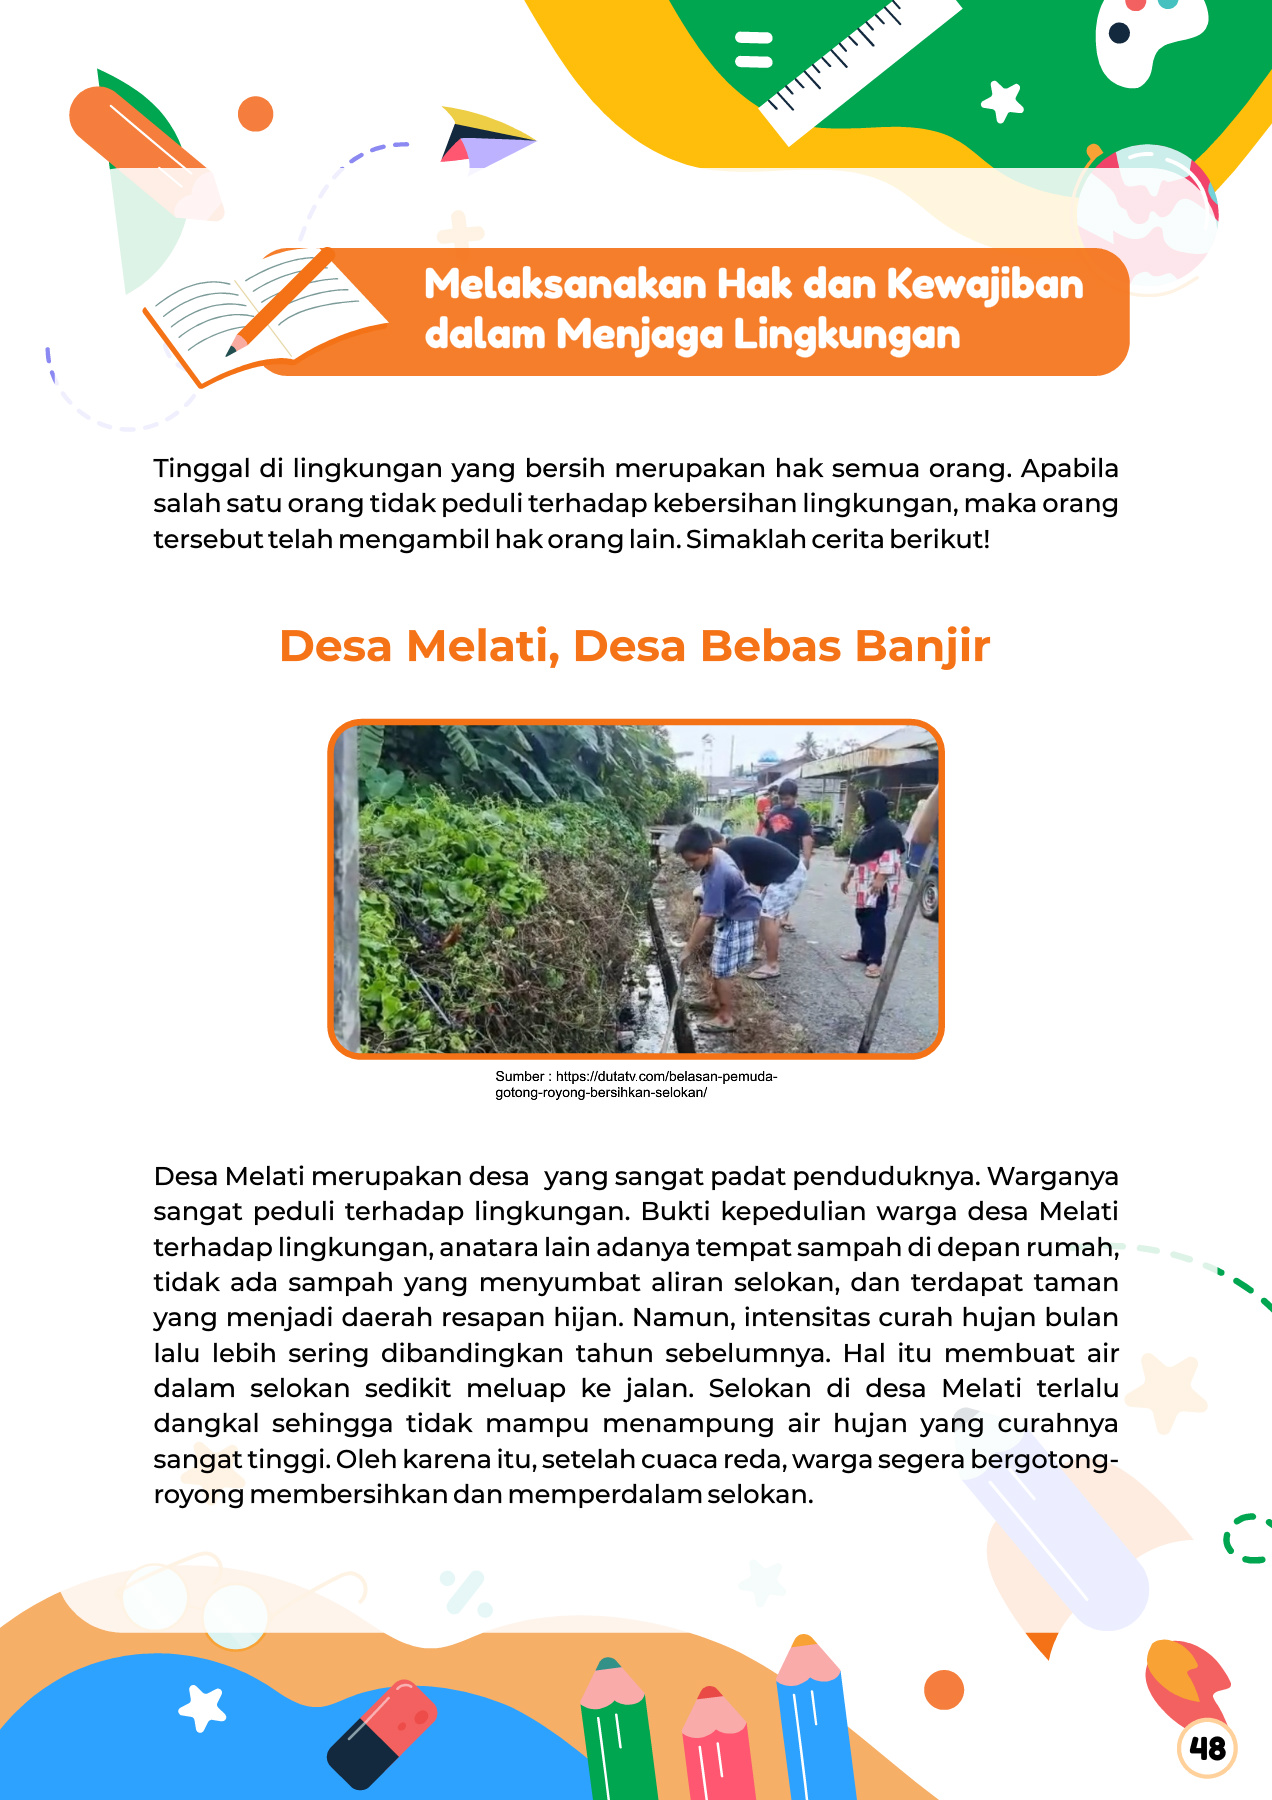 Melaksanakan Hak dan Kewajiban
dalam Menjaga Lingkungan
Tinggal di lingkungan yang bersih merupakan hak semua orang. Apabila
salah satu orang tidak peduli terhadap kebersihan lingkungan, maka orang
tersebut telah mengambil hak orang lain. Simaklah cerita berikut!
Desa Melati, Desa Bebas Banjir
Sumber : https://dutatv.com/belasan-pemuda-
gotong-royong-bersihkan-selokan/
Desa Melati merupakan desa yang sangat padat penduduknya. Warganya
sangat peduli terhadap lingkungan. Bukti kepedulian warga desa Melati
terhadap lingkungan, anatara lain adanya tempat sampah di depan rumah,
tidak ada sampah yang menyumbat aliran selokan, dan terdapat taman
yang menjadi daerah resapan hijan. Namun, intensitas curah hujan bulan
lalu lebih sering dibandingkan tahun sebelumnya. Hal itu membuat air
dalam selokan sedikit meluap ke jalan. Selokan di desa Melati terlalu
dangkal sehingga tidak mampu menampung air hujan yang curahnya
sangat tinggi. Oleh karena itu, setelah cuaca reda, warga segera bergotong-
royong membersihkan dan memperdalam selokan.
48